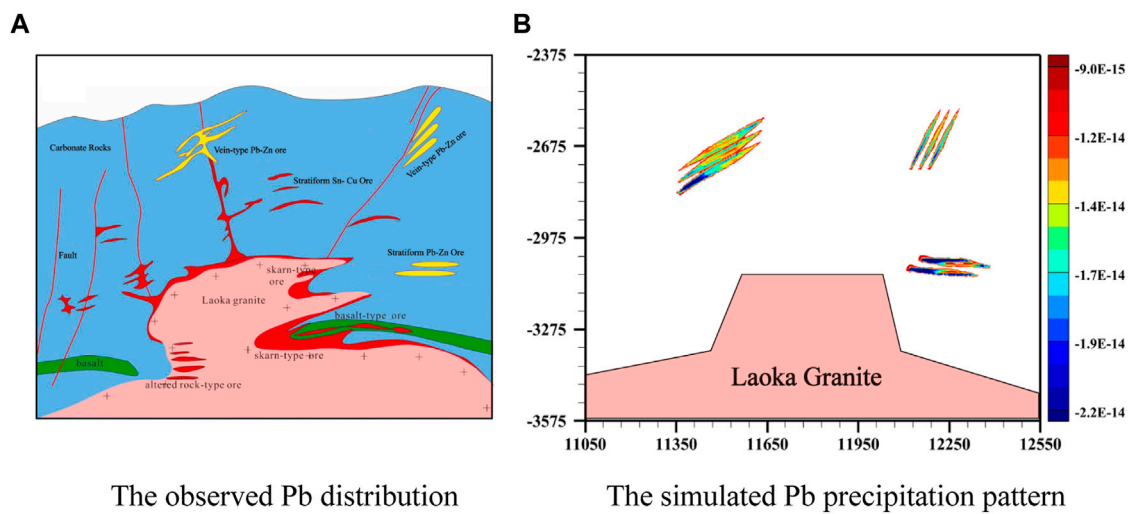 A
B
Carbonate Rocks
Vein-type Pb-Zn ore
Vein-type Pb-Zn ore
Stratiform Sn- Cu Ore
Fault
Stratiform Pb-Zn Ore
skarn-type
ore
Laoka granite
basalt-type ore
skarn-type ore
basalt
altered rock-type ore
-2375
-2675
-2975
-3275
-3575
11050
11350
11650
11950
12250
12550
Laoka Granite
-9.0E-15
-1.2E-14
-1.4E-14
-1.7E-14
-1.9E-14
-2.2E-14
The observed Pb distribution
The simulated Pb precipitation pattern